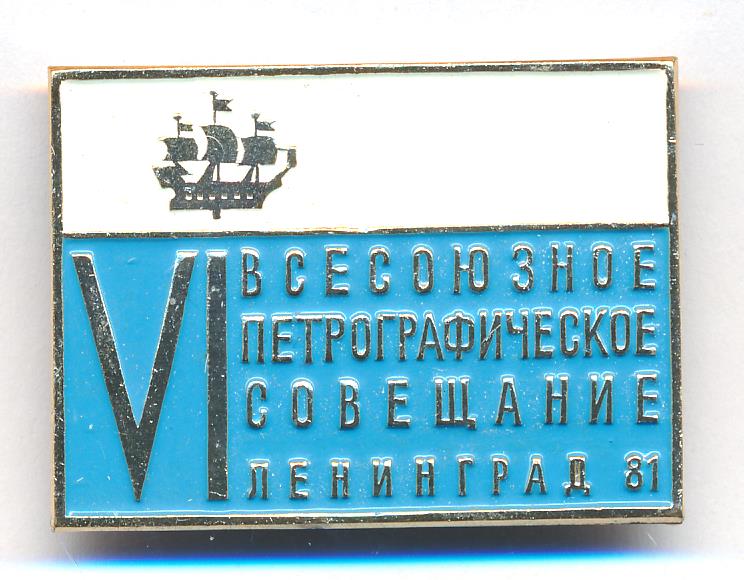 VI
ВСЕСОЮЗНОЕ
ПЕТРОГРАФИЧЕСКОЕ
СОВЕЩАНИЕ
ЛЕНИНГРАД 81